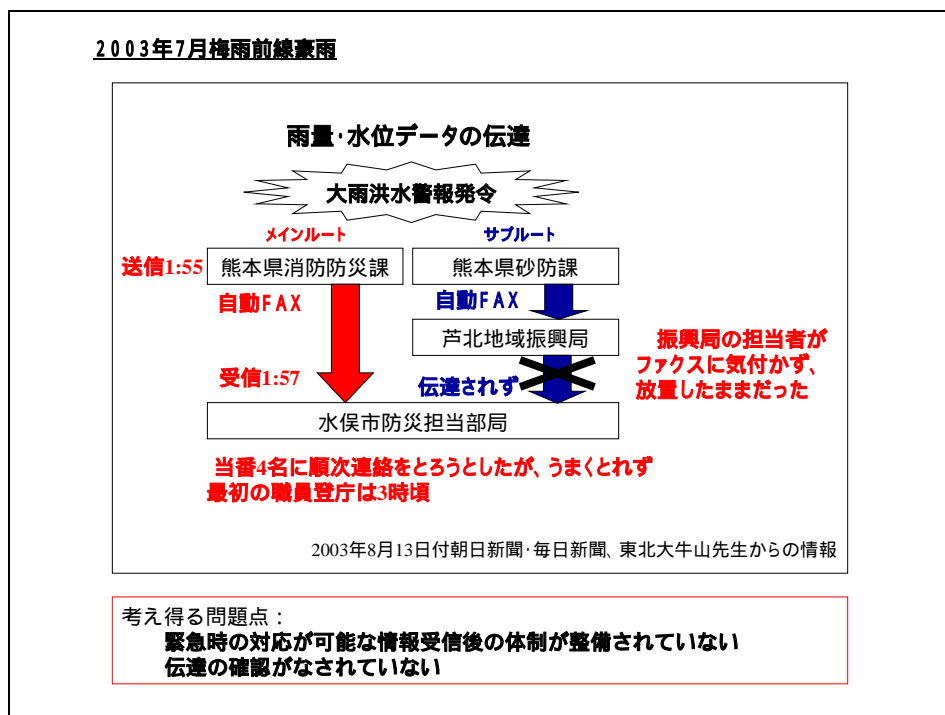 2003年7月梅雨前線豪雨
雨量・水位データの伝達
大雨洪水警報発令
メインルート
サブルート
送信1:55
熊本県消防防災課
熊本県砂防課
自動FAX
自動FAX
芦北地域振興局
振興局の担当者が
ファクスに気付かず、
放置したままだった
受信1:57
伝達されず
水俣市防災担当部局
当番4名に順次連絡をとろうとしたが、うまくとれず
最初の職員登庁は3時頃
2003年8月13日付朝日新聞・毎日新聞、東北大牛山先生からの情報
考え得る問題点：
緊急時の対応が可能な情報受信後の体制が整備されていない
伝達の確認がなされていない